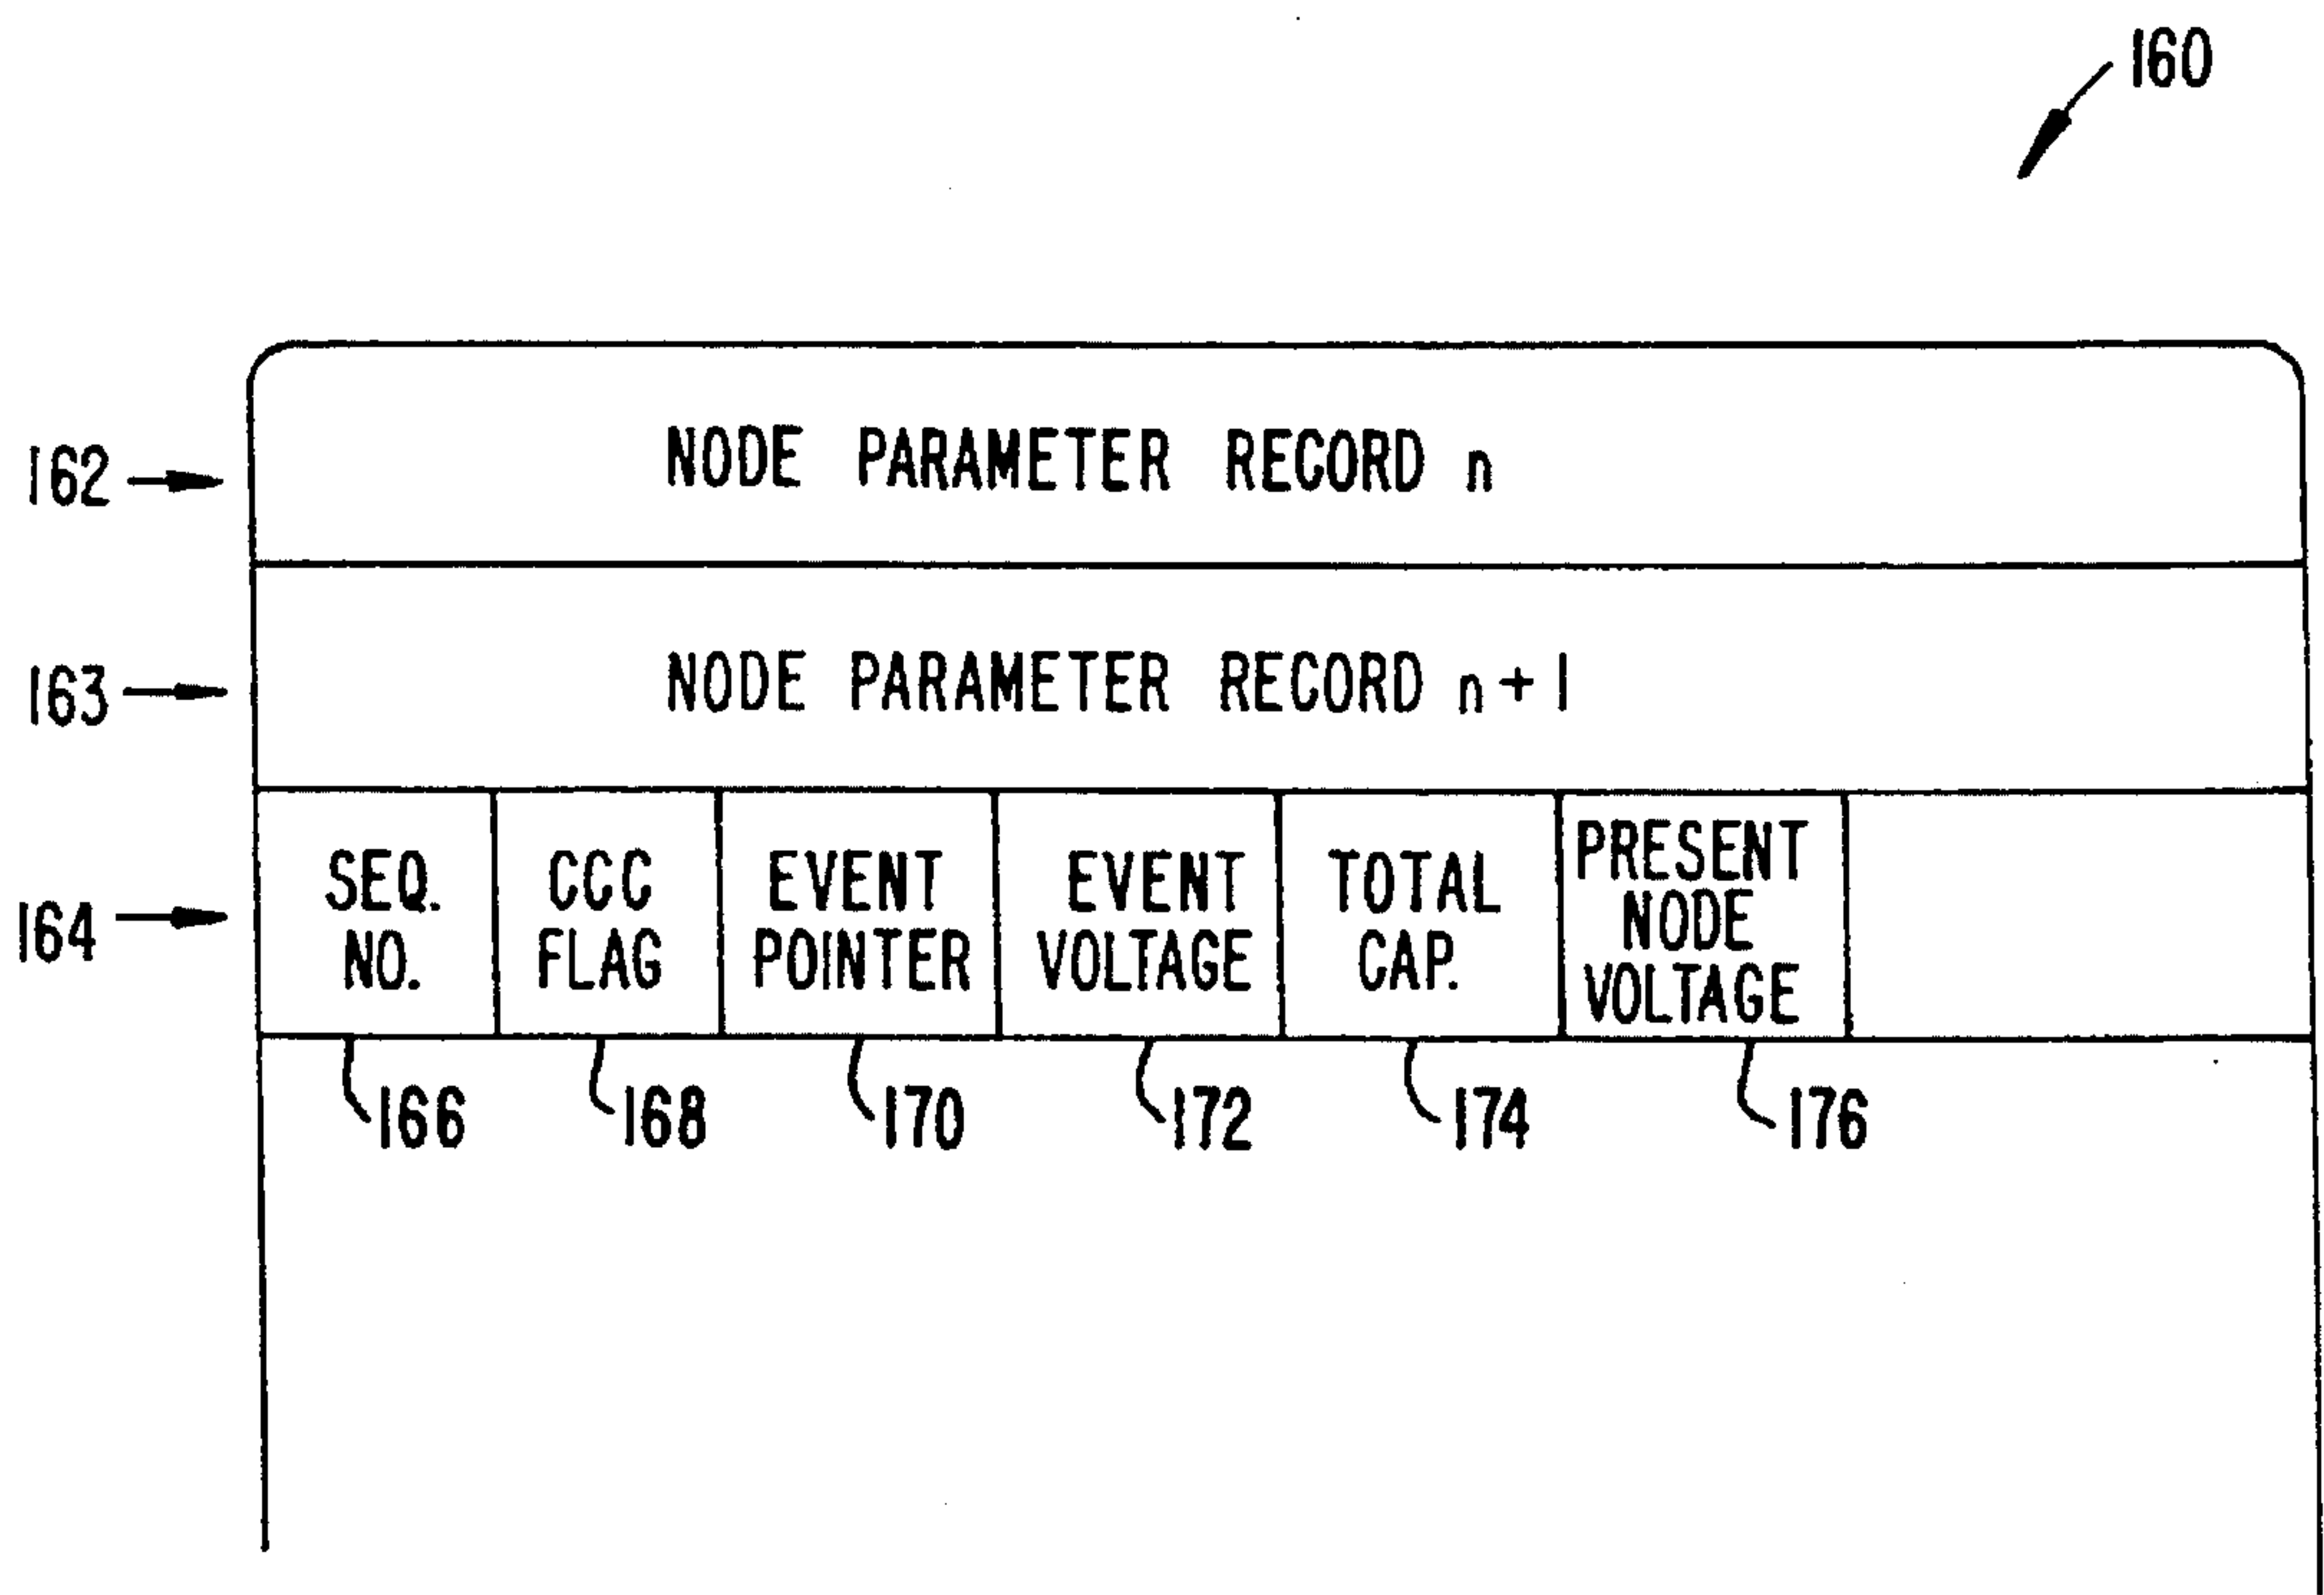 160
162
NODE PARAMETER RECORD n
163
NODE PARAMETER RECORD n + 1
164
SEQ.
NO.
CCC
FLAG
EVENT
POINTER
EVENT
VOLTAGE
TOTAL
CAP.
PRESENT
NODE
VOLTAGE
166
168
170
172
174
176